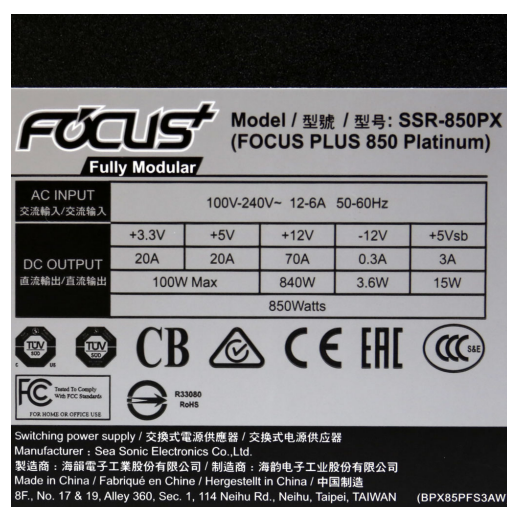 FOCUS+
Fully Modular
Model / 型號 / 型号: SSR-850PX
(FOCUS PLUS 850 Platinum)
AC INPUT
交流輸入/交流输入
100V-240V~ 12-6A 50-60Hz
DC OUTPUT
直流輸出/直流输出
+3.3V +5V +12V -12V +5Vsb
20A 20A 70A 0.3A 3A
100W Max 840W 3.6W 15W
850Watts
TÜV SÜD C US
TÜV SÜD
CB
CE
EAC
CCC S&E
FC Tested To Comply
With FCC Standards
FOR HOME OR OFFICE USE
R33080
RoHS
Switching power supply / 交換式電源供應器 / 交换式电源供应器
Manufacturer : Sea Sonic Electronics Co.,Ltd.
製造商 : 海韻電子工業股份有限公司 / 制造商 : 海韵电子工业股份有限公司
Made in China / Fabriqué en Chine / Hergestellt in China / 中国制造
8F., No. 17 & 19, Alley 360, Sec. 1, 114 Neihu Rd., Neihu, Taipei, TAIWAN (BPX85PFS3AW